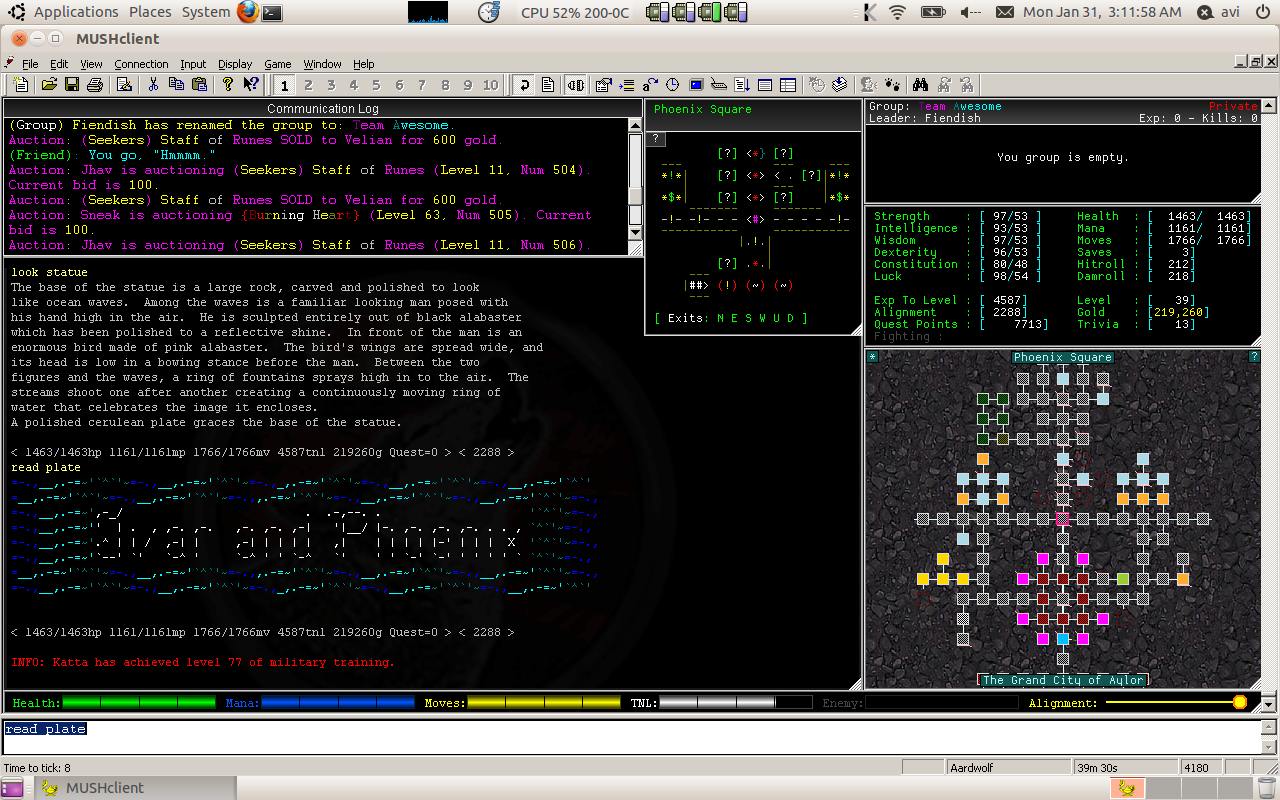 Applications Places System CPU 52% 200-0C Mon Jan 31, 3:11:58 AM avi
MUSHclient
File Edit View Connection Input Display Game Window Help
1 2 3 4 5 6 7 8 9 10
Communication Log
(Group) Fiendish has renamed the group to: Team Awesome.
Auction: (Seekers) Staff of Runes SOLD to Velian for 600 gold.
(Friend): You go, "Hmmmm."
Auction: Jhav is auctioning (Seekers) Staff of Runes (Level 11, Num 504).
Current bid is 100.
Auction: (Seekers) Staff of Runes SOLD to Velian for 600 gold.
Auction: Sneak is auctioning {Burning Heart} (Level 63, Num 505). Current
bid is 100.
Auction: Jhav is auctioning (Seekers) Staff of Runes (Level 11, Num 506).
look statue
The base of the statue is a large rock, carved and polished to look
like ocean waves.  Among the waves is a familiar looking man posed with
his hand high in the air.  He is sculpted entirely out of black alabaster
which has been polished to a reflective shine.  In front of the man is an
enormous bird made of pink alabaster.  The bird's wings are spread wide, and
its head is low in a bowing stance before the man.  Between the two
figures and the waves, a ring of fountains sprays high in to the air.  The
streams shoot one after another creating a continuously moving ring of
water that celebrates the image it encloses.
A polished cerulean plate graces the base of the statue.
< 1463/1463hp 1161/1161mp 1766/1766mv 4587tnl 219260g Quest=0 > < 2288 >
read plate
< 1463/1463hp 1161/1161mp 1766/1766mv 4587tnl 219260g Quest=0 > < 2288 >
INFO: Katta has achieved level 77 of military training.
Phoenix Square
?
[?] <*} [?]
*!*| [?] <*> < . [?]|*!*
*$*| [?] <*> [?] |*$*
-!- -!- - - <#> - - - - -!-
|.!.|
[?] .*.|
|##> (!) (~) (~)
[ Exits: N E S W U D ]
Group: Team Awesome Private
Leader: Fiendish Exp: 0 - Kills: 0
You group is empty.
Strength : [ 97/53 ] Health : [ 1463/ 1463]
Intelligence : [ 93/53 ] Mana : [ 1161/ 1161]
Wisdom : [ 97/53 ] Moves : [ 1766/ 1766]
Dexterity : [ 96/53 ] Saves : [ 3]
Constitution : [ 80/48 ] Hitroll : [ 212]
Luck : [ 98/54 ] Damroll : [ 218]
Exp To Level : [ 4587] Level : [ 39]
Alignment : [ 2288] Gold : [219,260]
Quest Points : [ 7713] Trivia : [ 13]
Fighting :
* Phoenix Square ?
The Grand City of Aylor
Health: Mana: Moves: TNL: Enemy: Alignment:
read plate
Time to tick: 8 Aardwolf 39m 30s 4180
MUSHclient